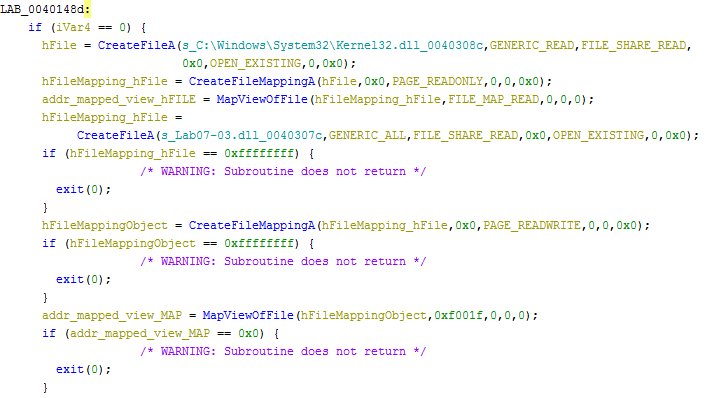 LAB_0040148d:
if (iVar4 == 0) {
hFile = CreateFileA(s_C:\Windows\System32\Kernel32.dll_0040308c,GENERIC_READ,FILE_SHARE_READ,
0x0,OPEN_EXISTING,0,0x0);
hFileMapping_hFile = CreateFileMappingA(hFile,0x0,PAGE_READONLY,0,0,0x0);
addr_mapped_view_hFILE = MapViewOfFile(hFileMapping_hFile,FILE_MAP_READ,0,0,0);
hFileMapping_hFile =
CreateFileA(s_Lab07-03.dll_0040307c,GENERIC_ALL,FILE_SHARE_READ,0x0,OPEN_EXISTING,0,0x0);
if (hFileMapping_hFile == 0xffffffff) {
/* WARNING: Subroutine does not return */
exit(0);
}
hFileMappingObject = CreateFileMappingA(hFileMapping_hFile,0x0,PAGE_READWRITE,0,0,0x0);
if (hFileMappingObject == 0xffffffff) {
/* WARNING: Subroutine does not return */
exit(0);
}
addr_mapped_view_MAP = MapViewOfFile(hFileMappingObject,0xf001f,0,0,0);
if (addr_mapped_view_MAP == 0x0) {
/* WARNING: Subroutine does not return */
exit(0);
}